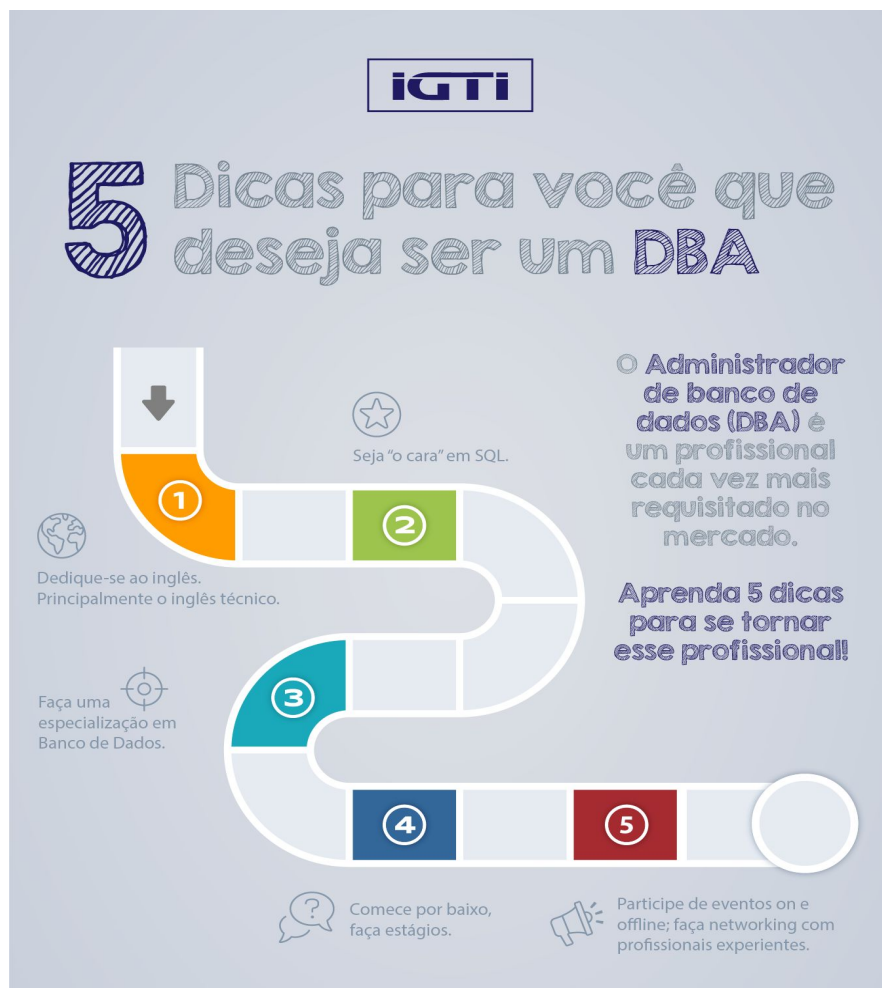 iGTi
5 Dicas para você que
deseja ser um DBA
O Administrador
de banco de
dados (DBA) é
um profissional
cada vez mais
requisitado no
mercado.
Aprenda 5 dicas
para se tornar
esse profissional!
1
Dedique-se ao inglês.
Principalmente o inglês técnico.
2
Seja "o cara" em SQL.
3
Faça uma
especialização em
Banco de Dados.
4
?
Comece por baixo,
faça estágios.
5
Participe de eventos on e
offline; faça networking com
profissionais experientes.